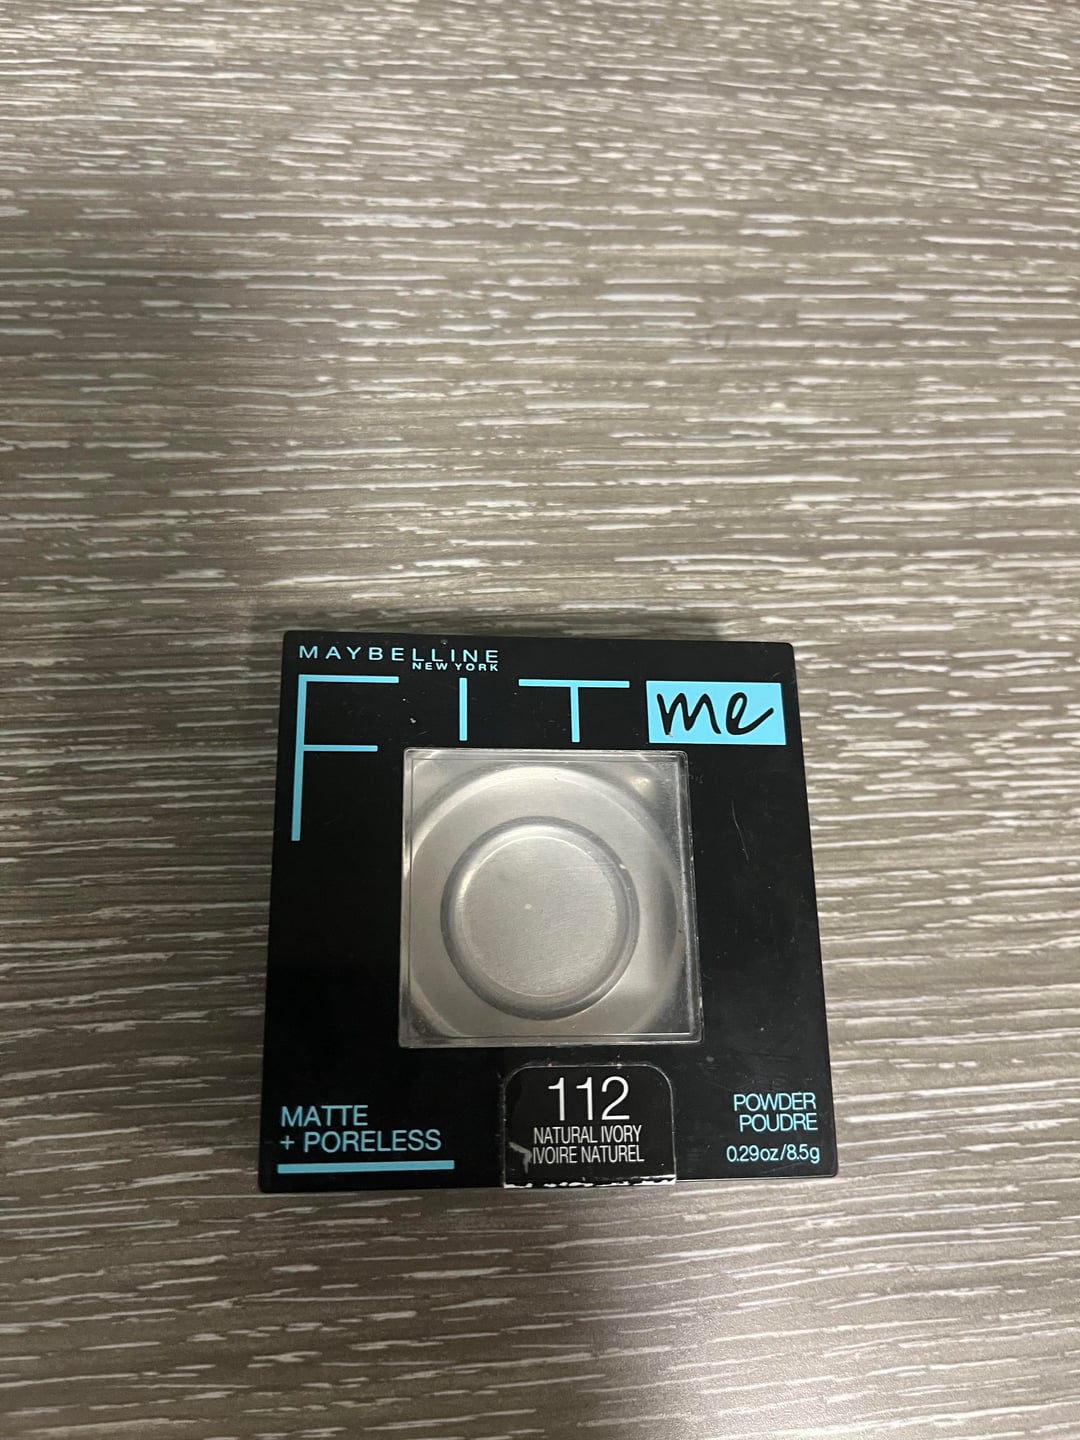 MAYBELLINE
NEW YORK
FIT me
MATTE
+ PORELESS
112
NATURAL IVORY
IVOIRE NATUREL
POWDER
POUDRE
0.29oz/8.5g